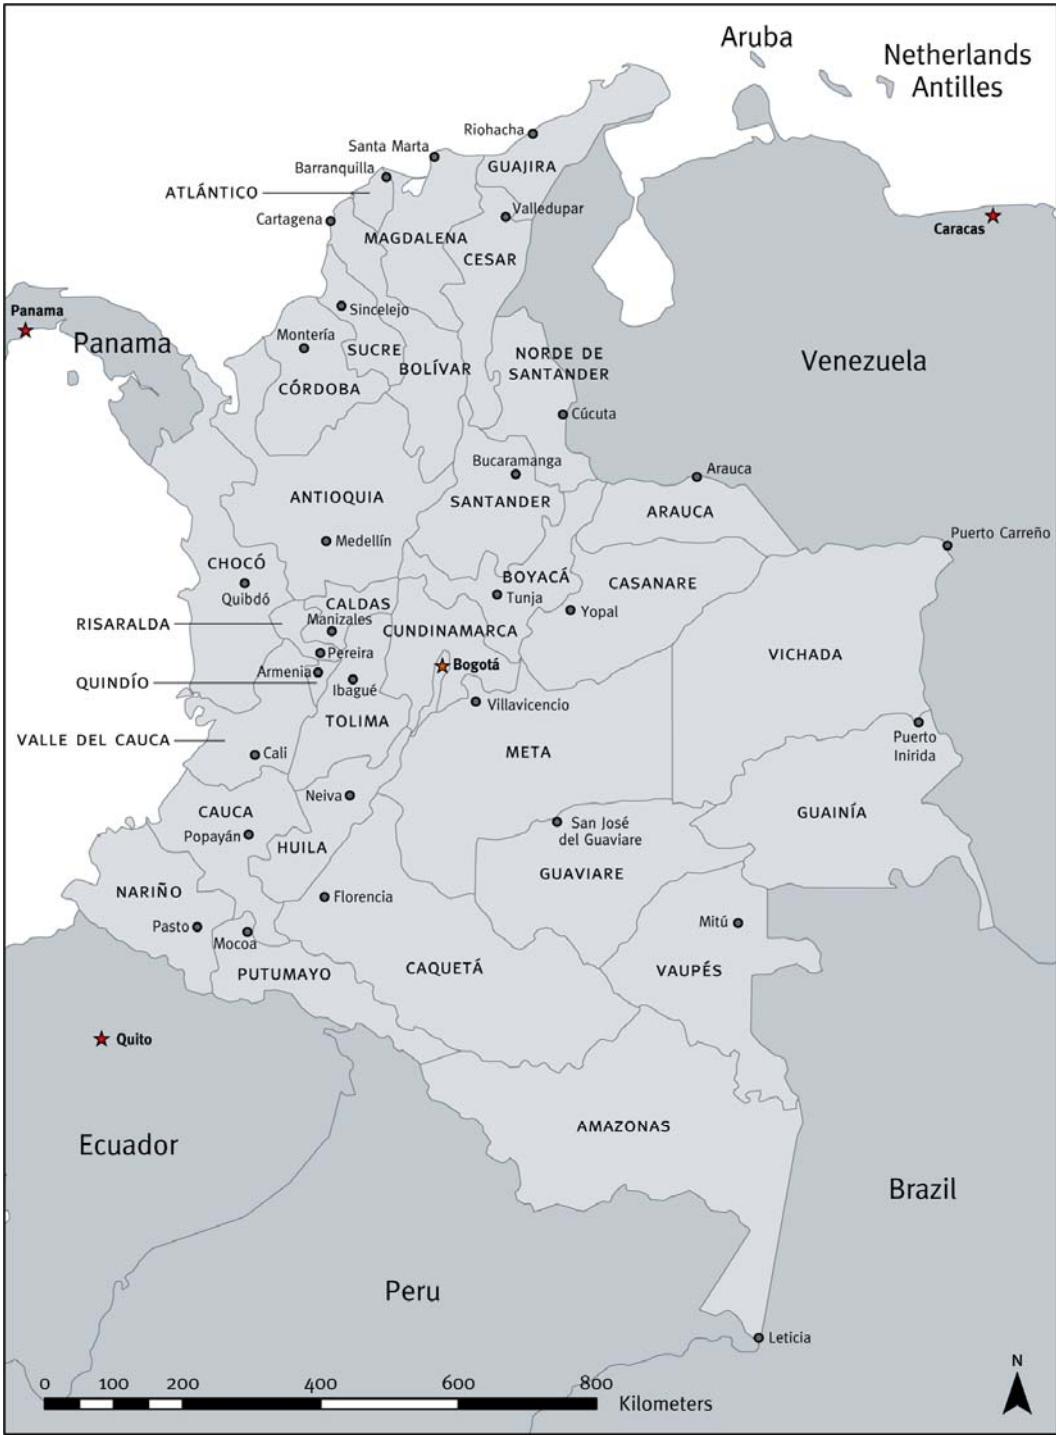 Aruba
Netherlands
Antilles
Riohacha
Santa Marta
Barranquilla
GUAJIRA
ATLÁNTICO
Valledupar
Cartagena
Caracas
MAGDALENA
CESAR
Panama
Sincelejo
Panama
Montería
SUCRE
NORDE DE
SANTANDER
Venezuela
BOLÍVAR
CÓRDOBA
Cúcuta
Bucaramanga
Arauca
ANTIOQUIA
SANTANDER
ARAUCA
Medellín
Puerto Carreño
CHOCÓ
BOYACÁ
CASANARE
Quibdó
CALDAS
Tunja
Yopal
RISARALDA
Manizales
CUNDINAMARCA
Pereira
VICHADA
Armenia
Bogotá
QUINDÍO
Ibagué
Villavicencio
TOLIMA
VALLE DEL CAUCA
Cali
META
Puerto
Inirida
Neiva
CAUCA
GUAINÍA
Popayán
San José
del Guaviare
HUILA
GUAVIARE
NARIÑO
Florencia
Pasto
Mitú
Mocoa
PUTUMAYO
CAQUETÁ
VAUPÉS
Quito
AMAZONAS
Ecuador
Brazil
Peru
Leticia
N
0 100 200 400 600 800
Kilometers